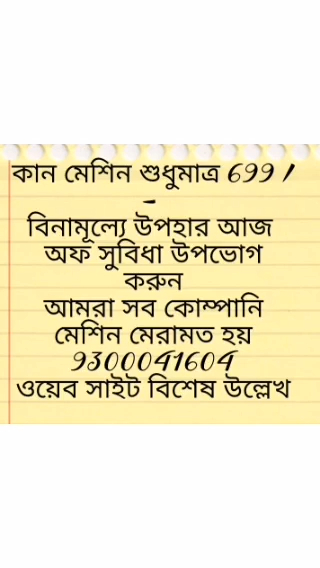 কান মেশিন শুধুমাত্র 699 /
-
বিনামূল্যে উপহার আজ
অফ সুবিধা উপভোগ
করুন
আমরা সব কোম্পানি
মেশিন মেরামত হয়
9300041604
ওয়েব সাইট বিশেষ উল্লেখ